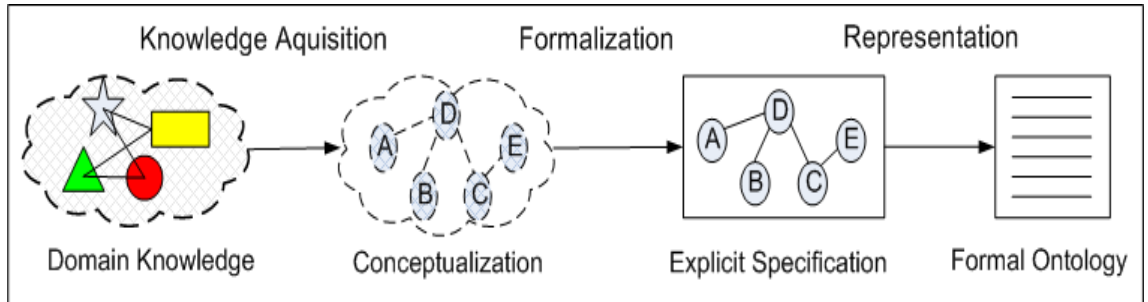 Knowledge Aquisition
Formalization
Representation
D
A
E
B
C
D
A
E
B
C
Domain Knowledge
Conceptualization
Explicit Specification
Formal Ontology